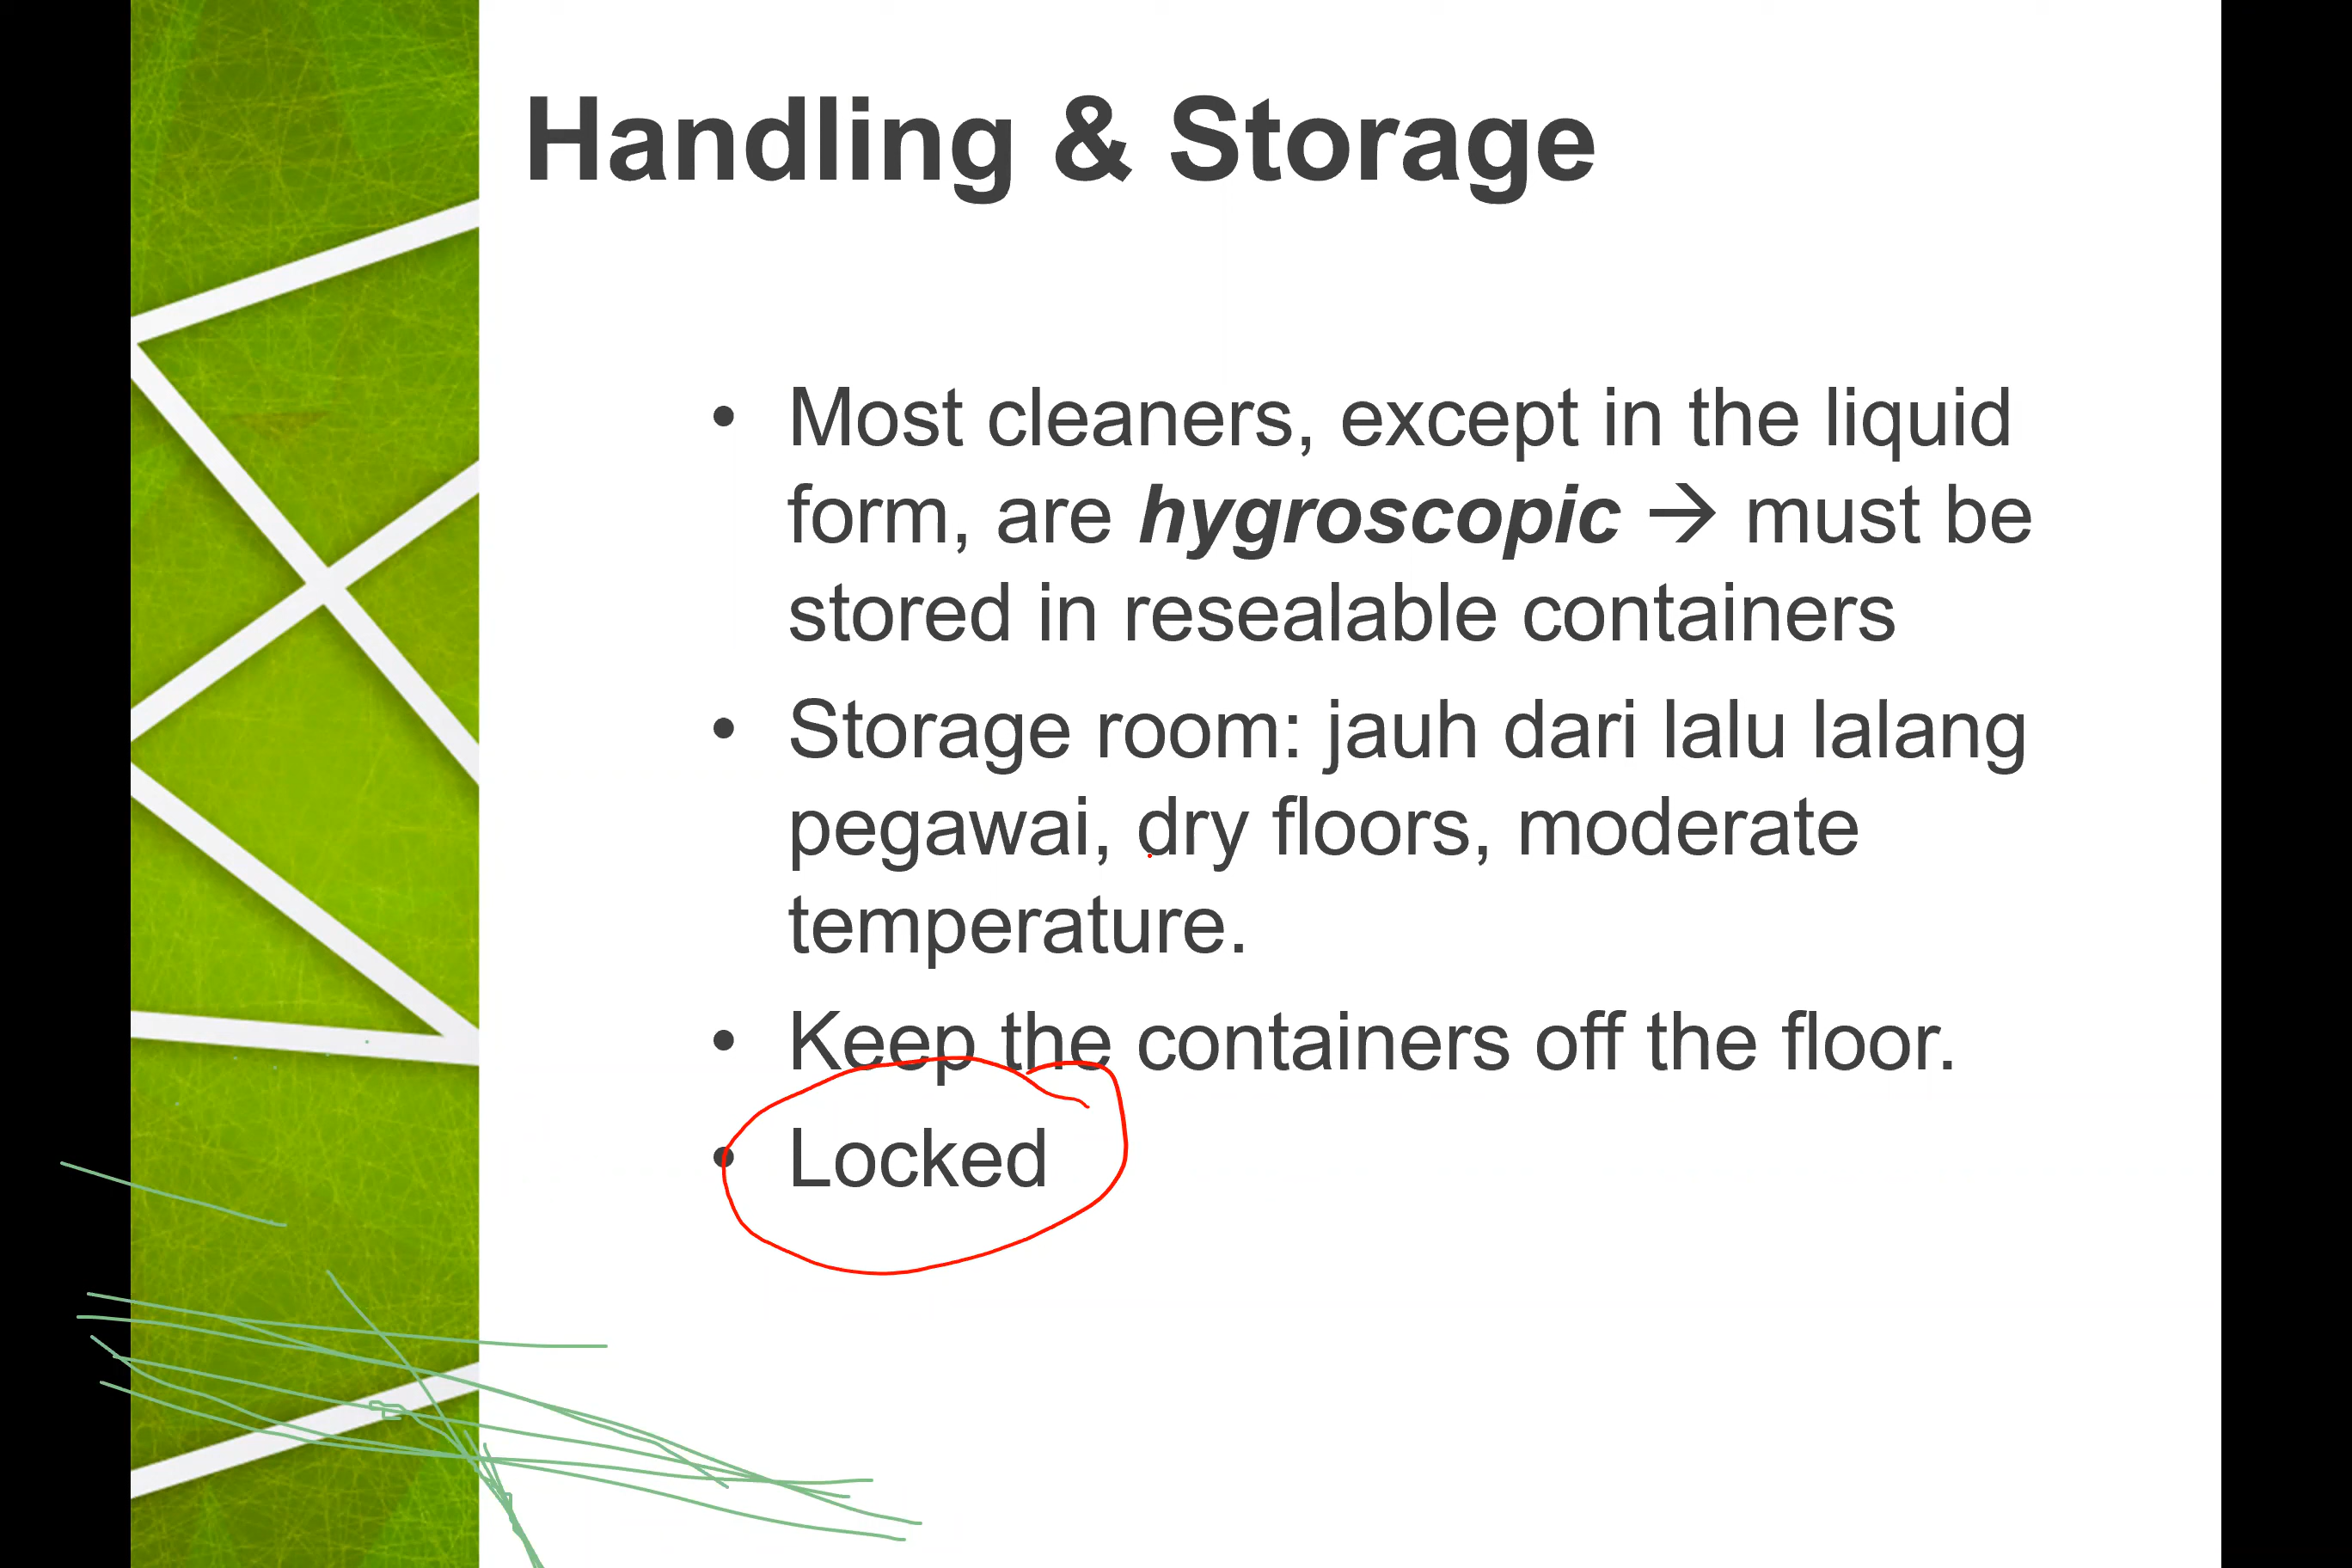 Handling & Storage
• Most cleaners, except in the liquid
form, are hygroscopic → must be
stored in resealable containers
• Storage room: jauh dari lalu lalang
pegawai, dry floors, moderate
temperature.
• Keep the containers off the floor.
• Locked